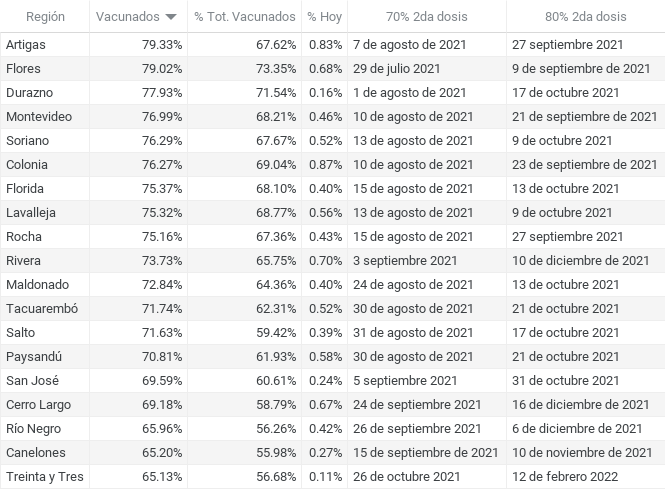 Región Vacunados % Tot. Vacunados % Hoy 70% 2da dosis 80% 2da dosis
Artigas 79.33% 67.62% 0.83% 7 de agosto de 2021 27 septiembre 2021
Flores 79.02% 73.35% 0.68% 29 de julio 2021 9 de septiembre de 2021
Durazno 77.93% 71.54% 0.16% 1 de agosto de 2021 17 de octubre 2021
Montevideo 76.99% 68.21% 0.46% 10 de agosto de 2021 21 de septiembre de 2021
Soriano 76.29% 67.67% 0.52% 13 de agosto de 2021 9 de octubre 2021
Colonia 76.27% 69.04% 0.87% 10 de agosto de 2021 23 de septiembre de 2021
Florida 75.37% 68.10% 0.40% 15 de agosto de 2021 13 de octubre 2021
Lavalleja 75.32% 68.77% 0.56% 13 de agosto de 2021 9 de octubre 2021
Rocha 75.16% 67.36% 0.43% 15 de agosto de 2021 27 septiembre 2021
Rivera 73.73% 65.75% 0.70% 3 septiembre 2021 10 de diciembre de 2021
Maldonado 72.84% 64.36% 0.40% 24 de agosto de 2021 13 de octubre 2021
Tacuarembó 71.74% 62.31% 0.52% 30 de agosto de 2021 21 de octubre 2021
Salto 71.63% 59.42% 0.39% 31 de agosto de 2021 17 de octubre 2021
Paysandú 70.81% 61.93% 0.58% 30 de agosto de 2021 21 de octubre 2021
San José 69.59% 60.61% 0.24% 5 septiembre 2021 31 de octubre 2021
Cerro Largo 69.18% 58.79% 0.67% 24 de septiembre 2021 16 de diciembre de 2021
Río Negro 65.96% 56.26% 0.42% 26 de septiembre 2021 6 de diciembre de 2021
Canelones 65.20% 55.98% 0.27% 15 de septiembre de 2021 10 de noviembre de 2021
Treinta y Tres 65.13% 56.68% 0.11% 26 de octubre 2021 12 de febrero 2022